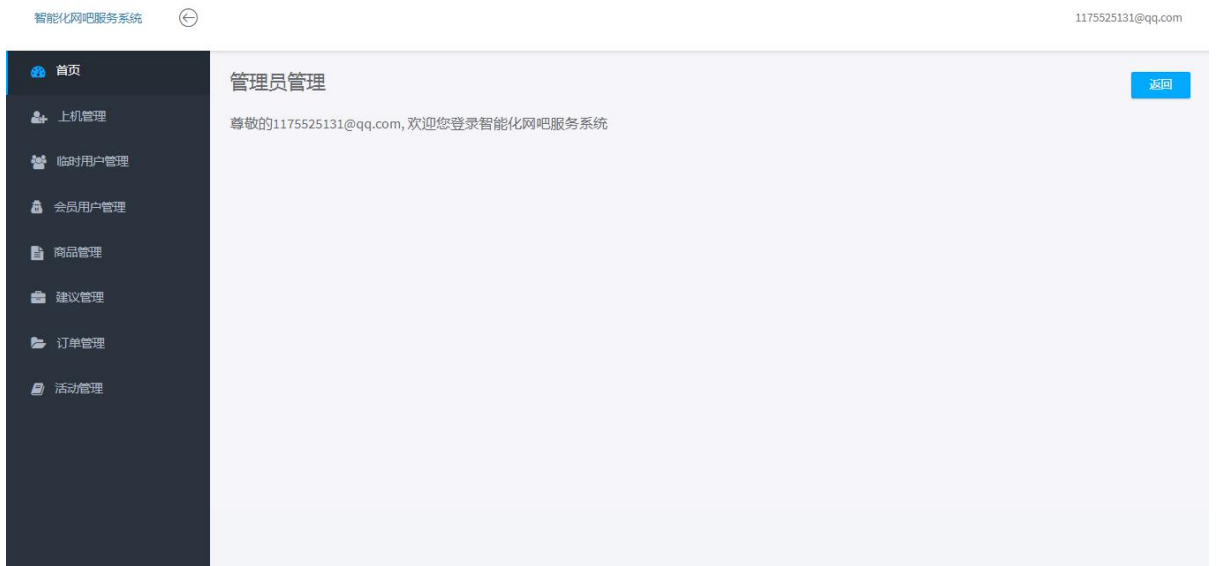 智能化网吧服务系统
1175525131@qq.com
首页
管理员管理
返回
上机管理
尊敬的1175525131@qq.com, 欢迎您登录智能化网吧服务系统
临时用户管理
会员用户管理
商品管理
建议管理
订单管理
活动管理